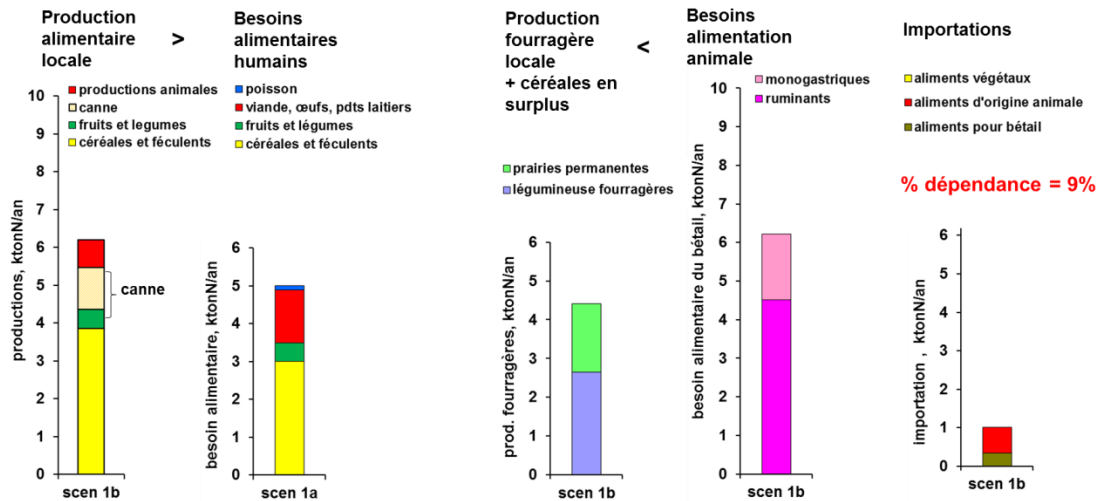 Production
alimentaire
locale
>
Besoins
alimentaires
humains
productions animales
canne
fruits et legumes
céréales et féculents
poisson
viande, œufs, pdts laitiers
fruits et légumes
céréales et féculents
productions, ktonN/an
10
9
8
7
6
5
4
3
2
1
0
canne
scen 1b
besoin alimentaire, ktonN/an
6
5
4
3
2
1
0
scen 1a
Production
fourragère
locale
+ céréales en
surplus
<
Besoins
alimentation
animale
prairies permanentes
légumineuse fourragères
prod. fourragères, ktonN/an
6
5
4
3
2
1
0
scen 1b
monogastriques
ruminants
besoin alimentaire du bétail, ktonN/an
10
9
8
7
6
5
4
3
2
1
0
scen 1b
Importations
aliments végétaux
aliments d'origine animale
aliments pour bétail
% dépendance = 9%
importation , ktonN/an
6
5
4
3
2
1
0
scen 1b